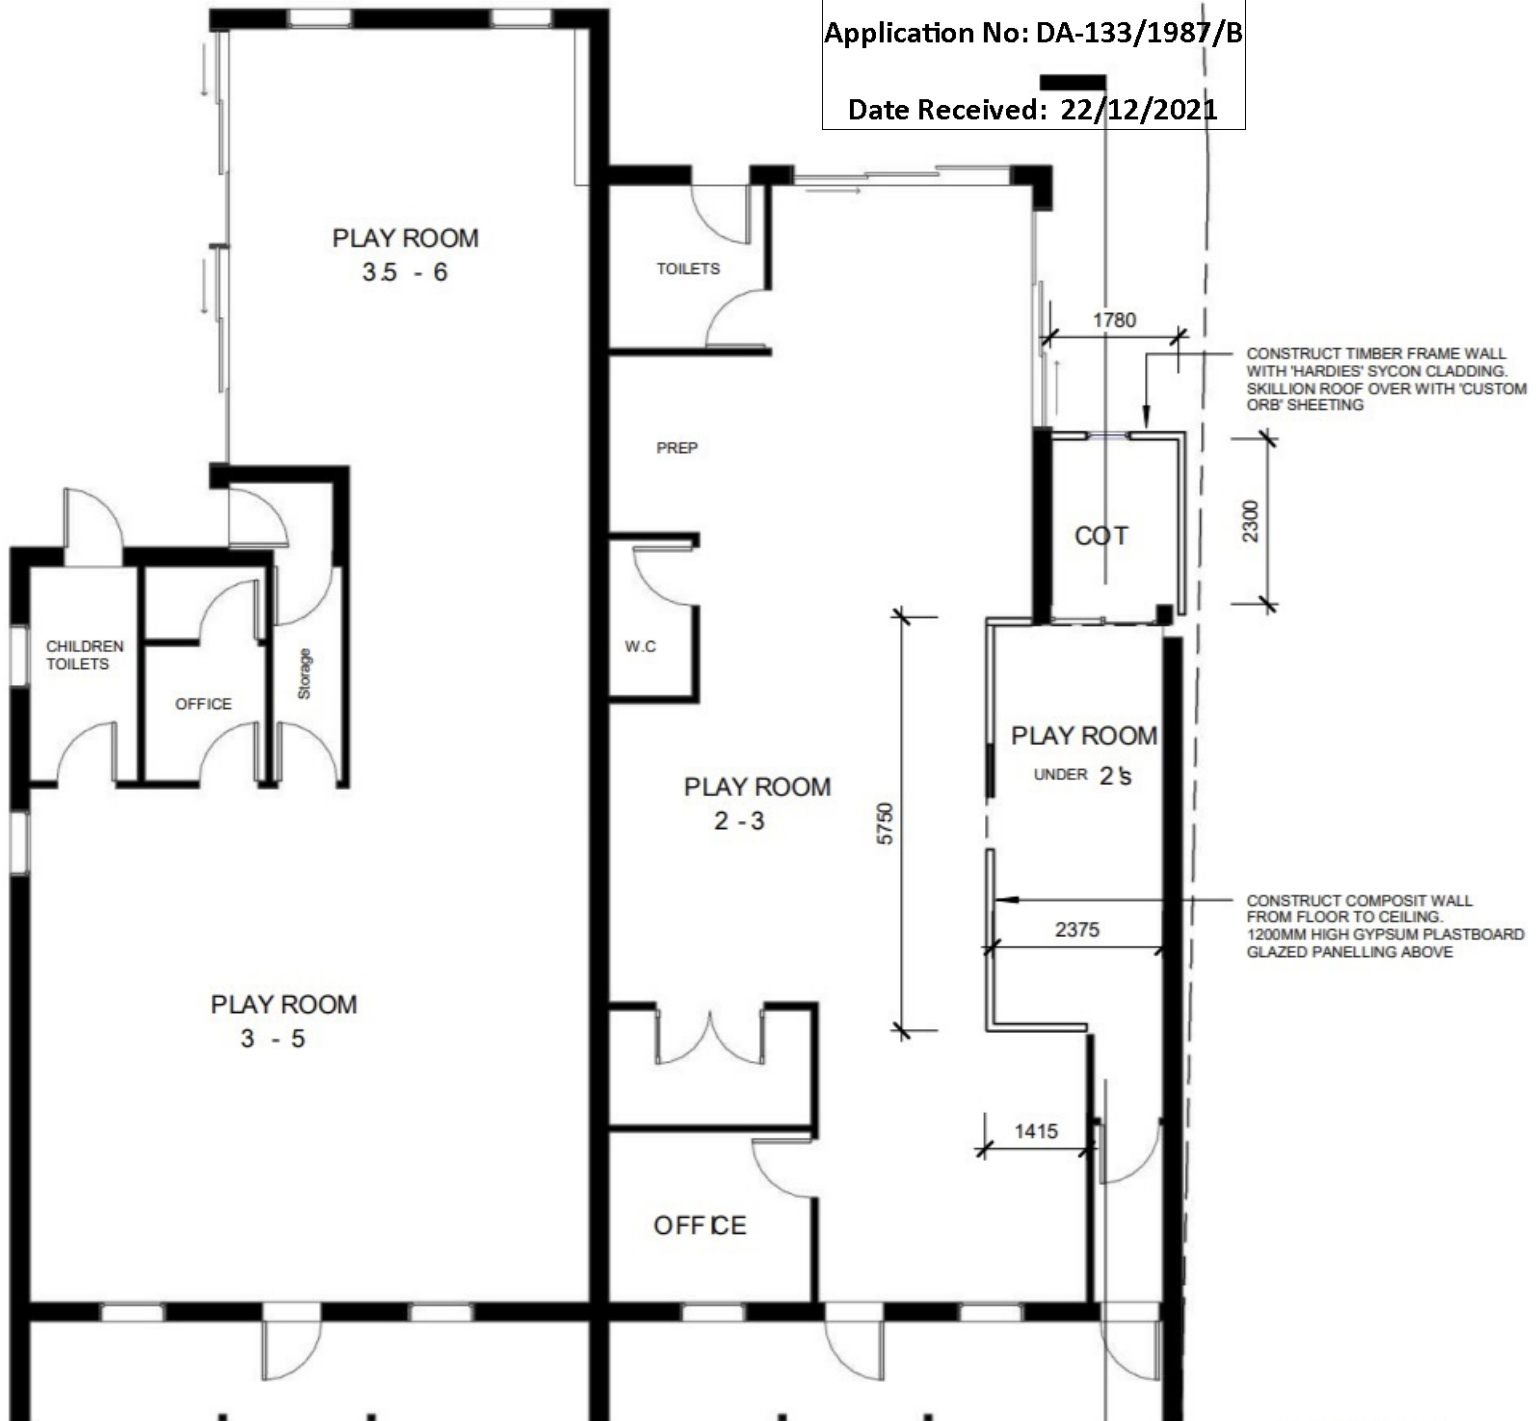 Application No: DA-133/1987/B
Date Received: 22/12/2021
PLAY ROOM
3.5 - 6
TOILETS
PREP
W.C
1780
CONSTRUCT TIMBER FRAME WALL
WITH 'HARDIES' SYCON CLADDING.
SKILLION ROOF OVER WITH 'CUSTOM
ORB' SHEETING
COT
2300
CHILDREN
TOILETS
OFFICE
Storage
PLAY ROOM
UNDER 2's
PLAY ROOM
2 - 3
5750
CONSTRUCT COMPOSIT WALL
FROM FLOOR TO CEILING.
1200MM HIGH GYPSUM PLASTBOARD
GLAZED PANELLING ABOVE
2375
PLAY ROOM
3 - 5
1415
OFFICE